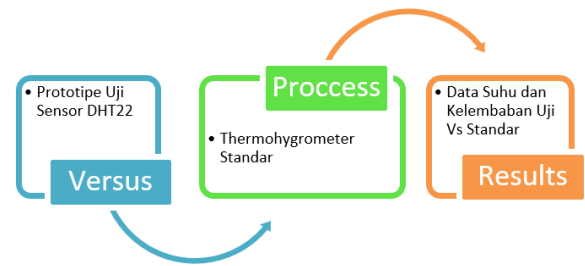 • Prototipe Uji
Sensor DHT22
Versus
Proccess
• Thermohygrometer
Standar
• Data Suhu dan
Kelembaban Uji
Vs Standar
Results